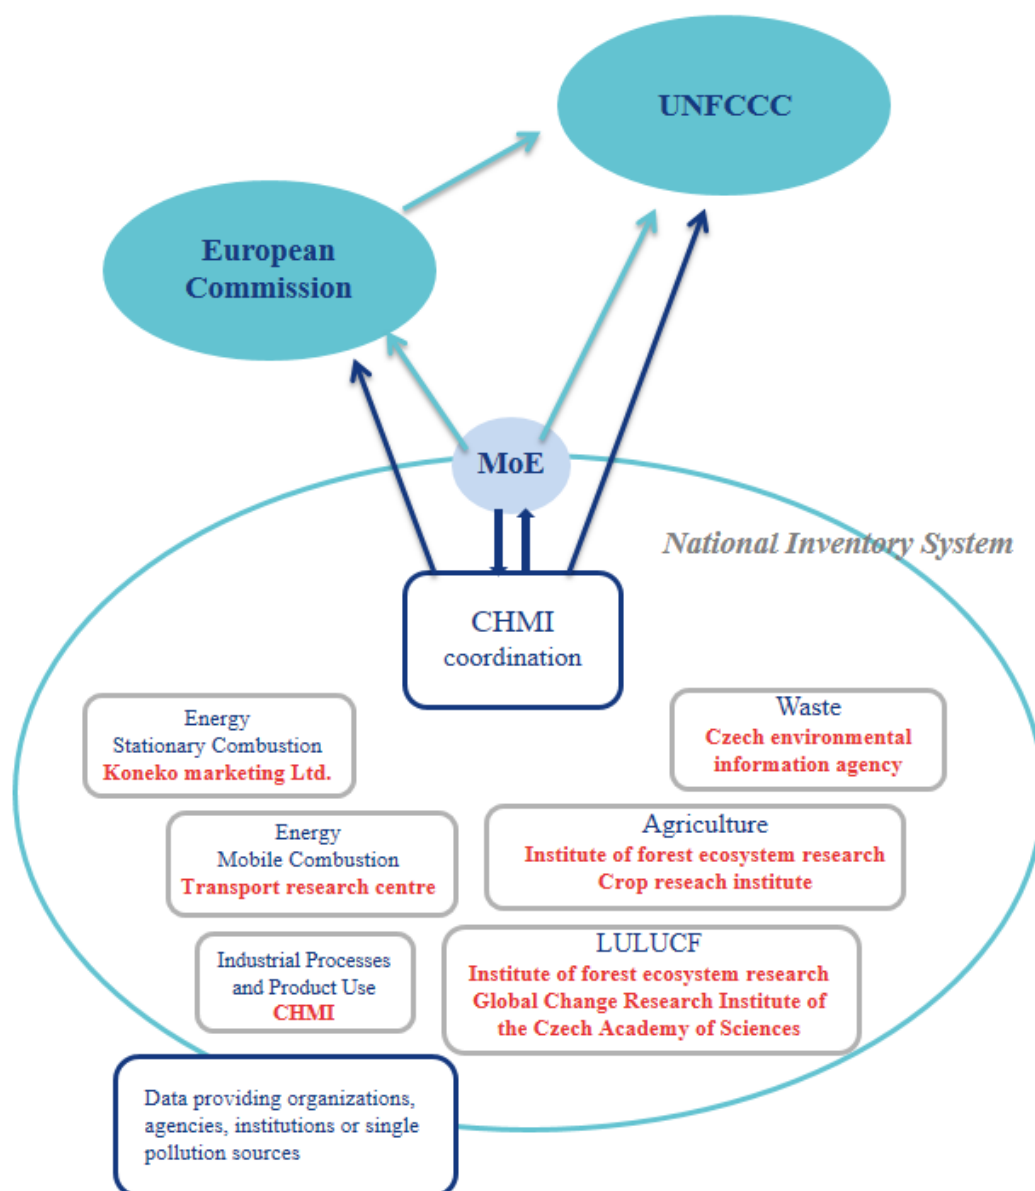 UNFCCC
European
Commission
MoE
National Inventory System
CHMI
coordination
Energy
Stationary Combustion
Koneko marketing Ltd.
Waste
Czech environmental
information agency
Energy
Mobile Combustion
Transport research centre
Agriculture
Institute of forest ecosystem research
Crop reseach institute
Industrial Processes
and Product Use
CHMI
LULUCF
Institute of forest ecosystem research
Global Change Research Institute of
the Czech Academy of Sciences
Data providing organizations,
agencies, institutions or single
pollution sources